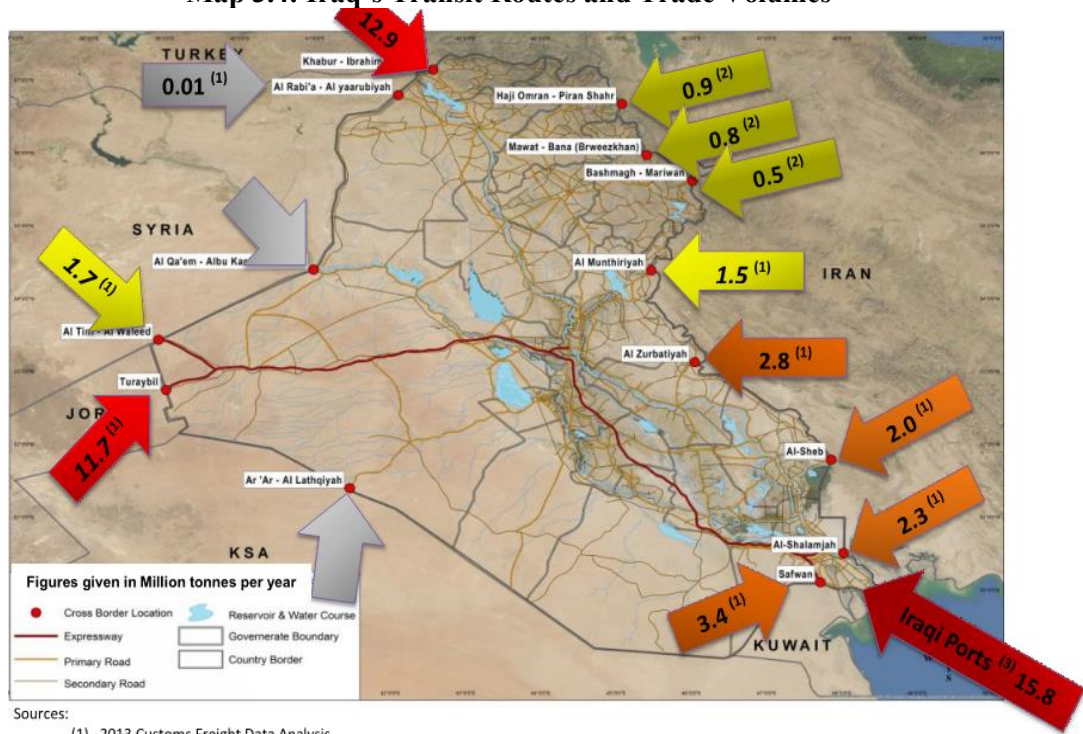 Map 3.4: Iraq's Transit Routes and Trade Volumes
TURKEY
12.9
Khabur - Ibrahim
0.01 (1)
Al Rabi'a - Al yaarubiyah
Haji Omran - Piran Shahr
0.9 (2)
Mawat - Bana (Brweezkhan)
0.8 (2)
Bashmagh - Mariwan
0.5 (2)
SYRIA
Al Qa'em - Albu
Al Munthiriyah
1.5 (1)
IRAN
1.7 (1)
Al Waleed
Al Zurbatiyah
2.8 (1)
Turaybil
JOR
11.7 (1)
2.0 (1)
Al-Sheb
Ar 'Ar - Al Lathqiyah
2.3 (1)
KSA
Al-Shalamjah
Safwan
3.4 (1)
KUWAIT
Iraqi Ports (3) 15.8
Figures given in Million tonnes per year
Cross Border Location
Reservoir & Water Course
Expressway
Governerate Boundary
Primary Road
Country Border
Secondary Road
Sources:
(1) 2013 Customs Freight Data Analysis